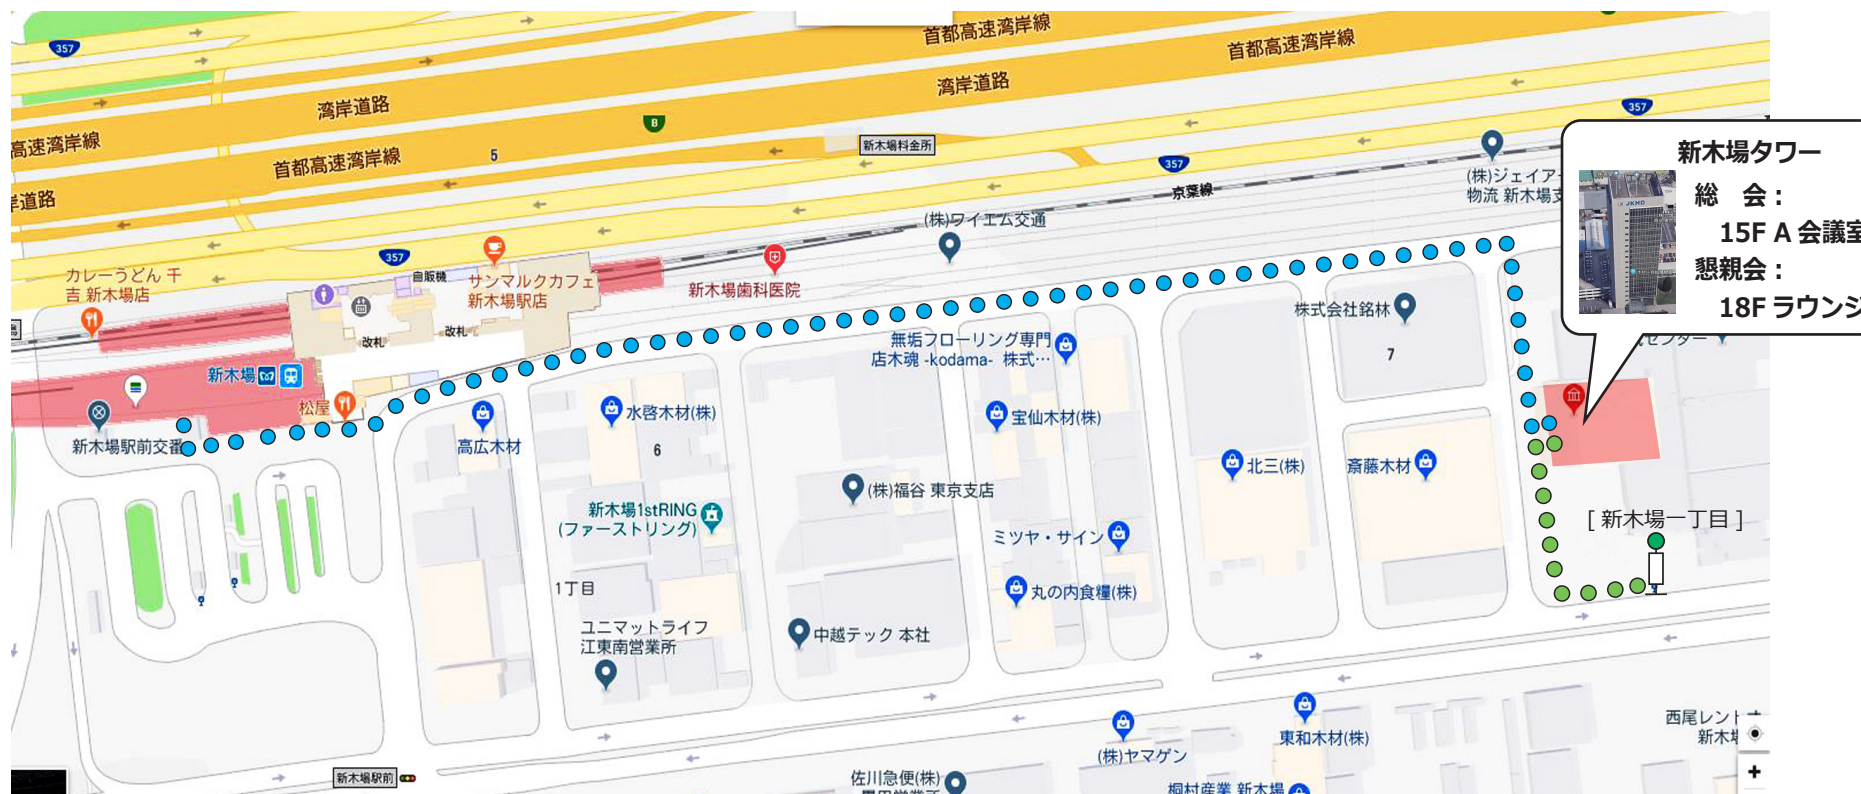 357
首都高速湾岸線
首都高速湾岸線
湾岸道路
湾岸道路
高速湾岸線
首都高速湾岸線
道路
5
B
新木場料金所
357
357
京葉線
(株)ジェイアー
物流 新木場支
新木場タワー
JKHD
総 会：
15F A 会議室
懇親会：
18F ラウンジ
(株)ワイエム交通
357
自販機
サンマルクカフェ
新木場駅店
カレーうどん 千
吉 新木場店
新木場歯科医院
改札
改札
株式会社銘林
7
無垢フローリング専門
店木魂 -kodama- 株式…
センター
新木場
松屋
新木場駅前交番
高広木材
水啓木材(株)
6
宝仙木材(株)
北三(株)
斎藤木材
(株)福谷 東京支店
新木場1stRING
(ファーストリング)
ミツヤ・サイン
[ 新木場一丁目 ]
1丁目
丸の内食糧(株)
ユニマットライフ
江東南営業所
中越テック 本社
東和木材(株)
(株)ヤマゲン
西尾レント
新木場
新木場駅前
佐川急便(株)
桐村産業 新木場
+